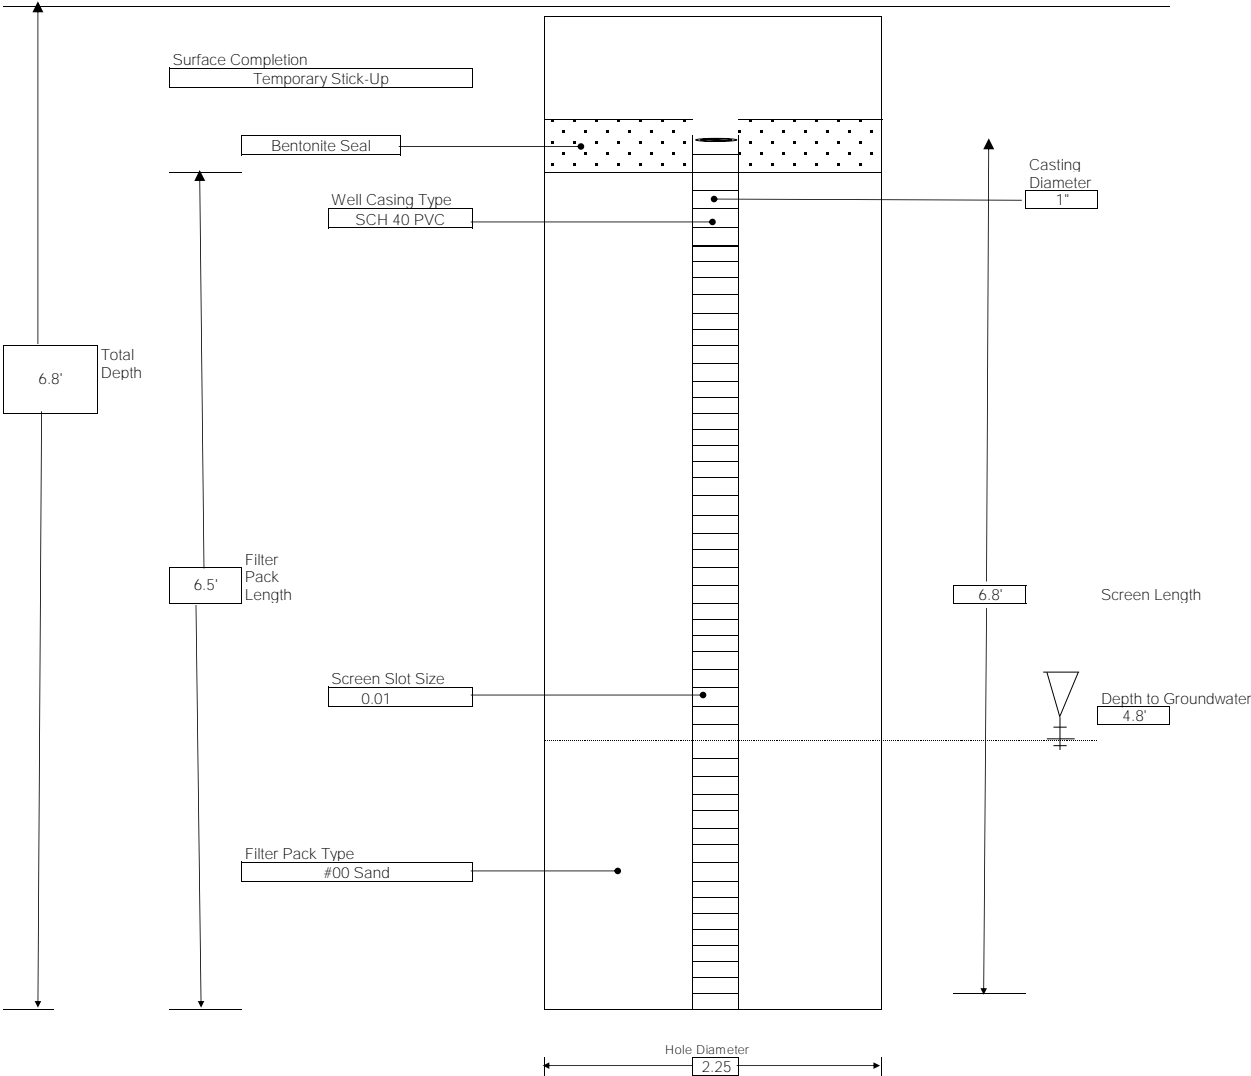 Surface Completion
Temporary Stick-Up
Bentonite Seal
Casting
Diameter
1"
Well Casing Type
SCH 40 PVC
Total
Depth
6.8'
Filter
Pack
Length
6.5'
6.8'
Screen Length
Screen Slot Size
0.01
Depth to Groundwater
4.8'
Filter Pack Type
#00 Sand
Hole Diameter
2.25